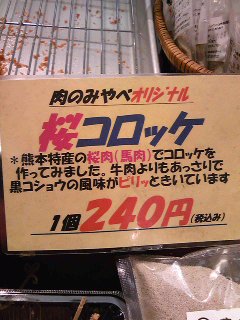 肉のみやべオリジナル
桜コロッケ
＊熊本特産の桜肉(馬肉)でコロッケを
作ってみました。牛肉よりもあっさりで
黒コショウの風味がピリッときいています
1個240円(税込み)